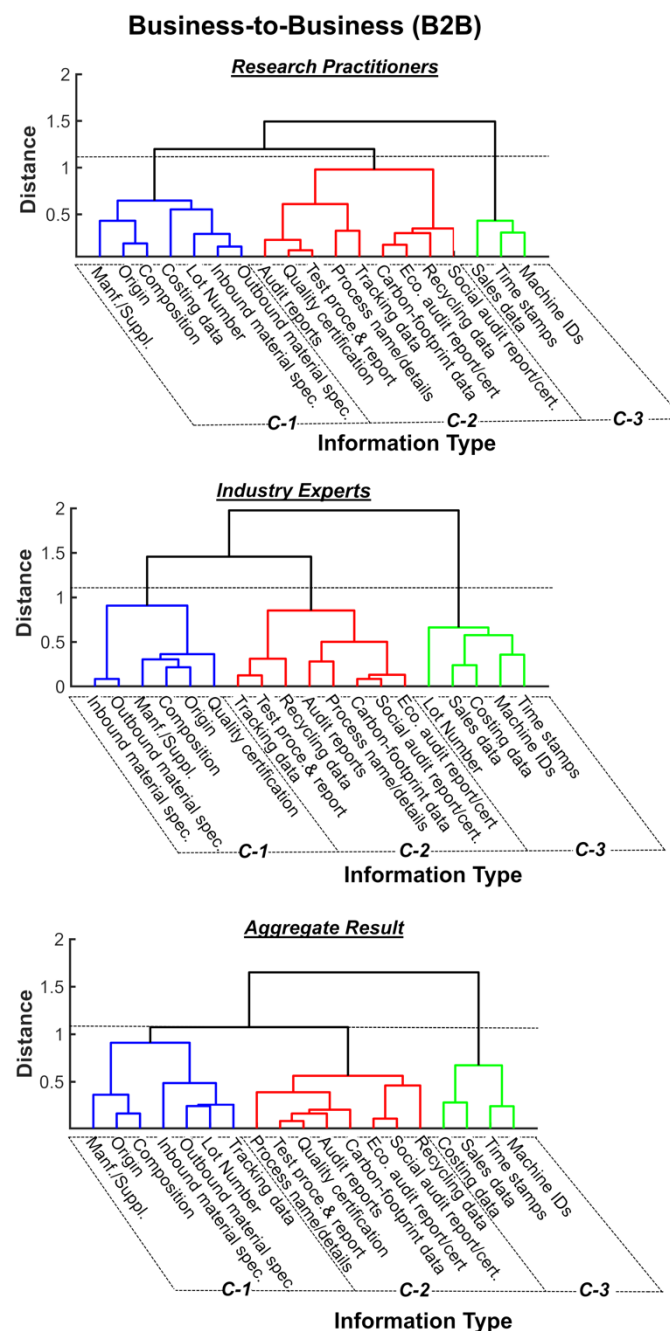 Business-to-Business (B2B)
Research Practitioners
2
1.5
1
0.5
Distance
Manf./Suppl.
Origin
Composition
Costing data
Lot Number
Inbound material spec.
Outbound material spec.
Audit reports
Quality certification
Test proce.& report
Process name/details
Tracking data
Carbon-footprint data
Eco. audit report/cert
Recycling data
Social audit report/cert.
Sales data
Time stamps
Machine IDs
C-1
C-2
C-3
Information Type
Industry Experts
2
1.5
1
0.5
0
Distance
Inbound material spec.
Outbound material spec.
Manf./Suppl.
Composition
Origin
Quality certification
Tracking data
Test proce.& report
Recycling data
Audit reports
Process name/details
Carbon-footprint data
Social audit report/cert.
Eco. audit report/cert
Lot Number
Sales data
Costing data
Machine IDs
Time stamps
C-1
C-2
C-3
Information Type
Aggregate Result
2
1
0.5
Distance
Manf./Suppl.
Origin
Composition
Inbound material spec.
Outbound material spec.
Lot Number
Tracking data
Process name/details
Test proce.& report
Quality certification
Audit reports
Carbon-footprint data
Eco. audit report/cert
Social audit report/cert.
Recycling data
Costing data
Sales data
Time stamps
Machine IDs
C-1
C-2
C-3
Information Type